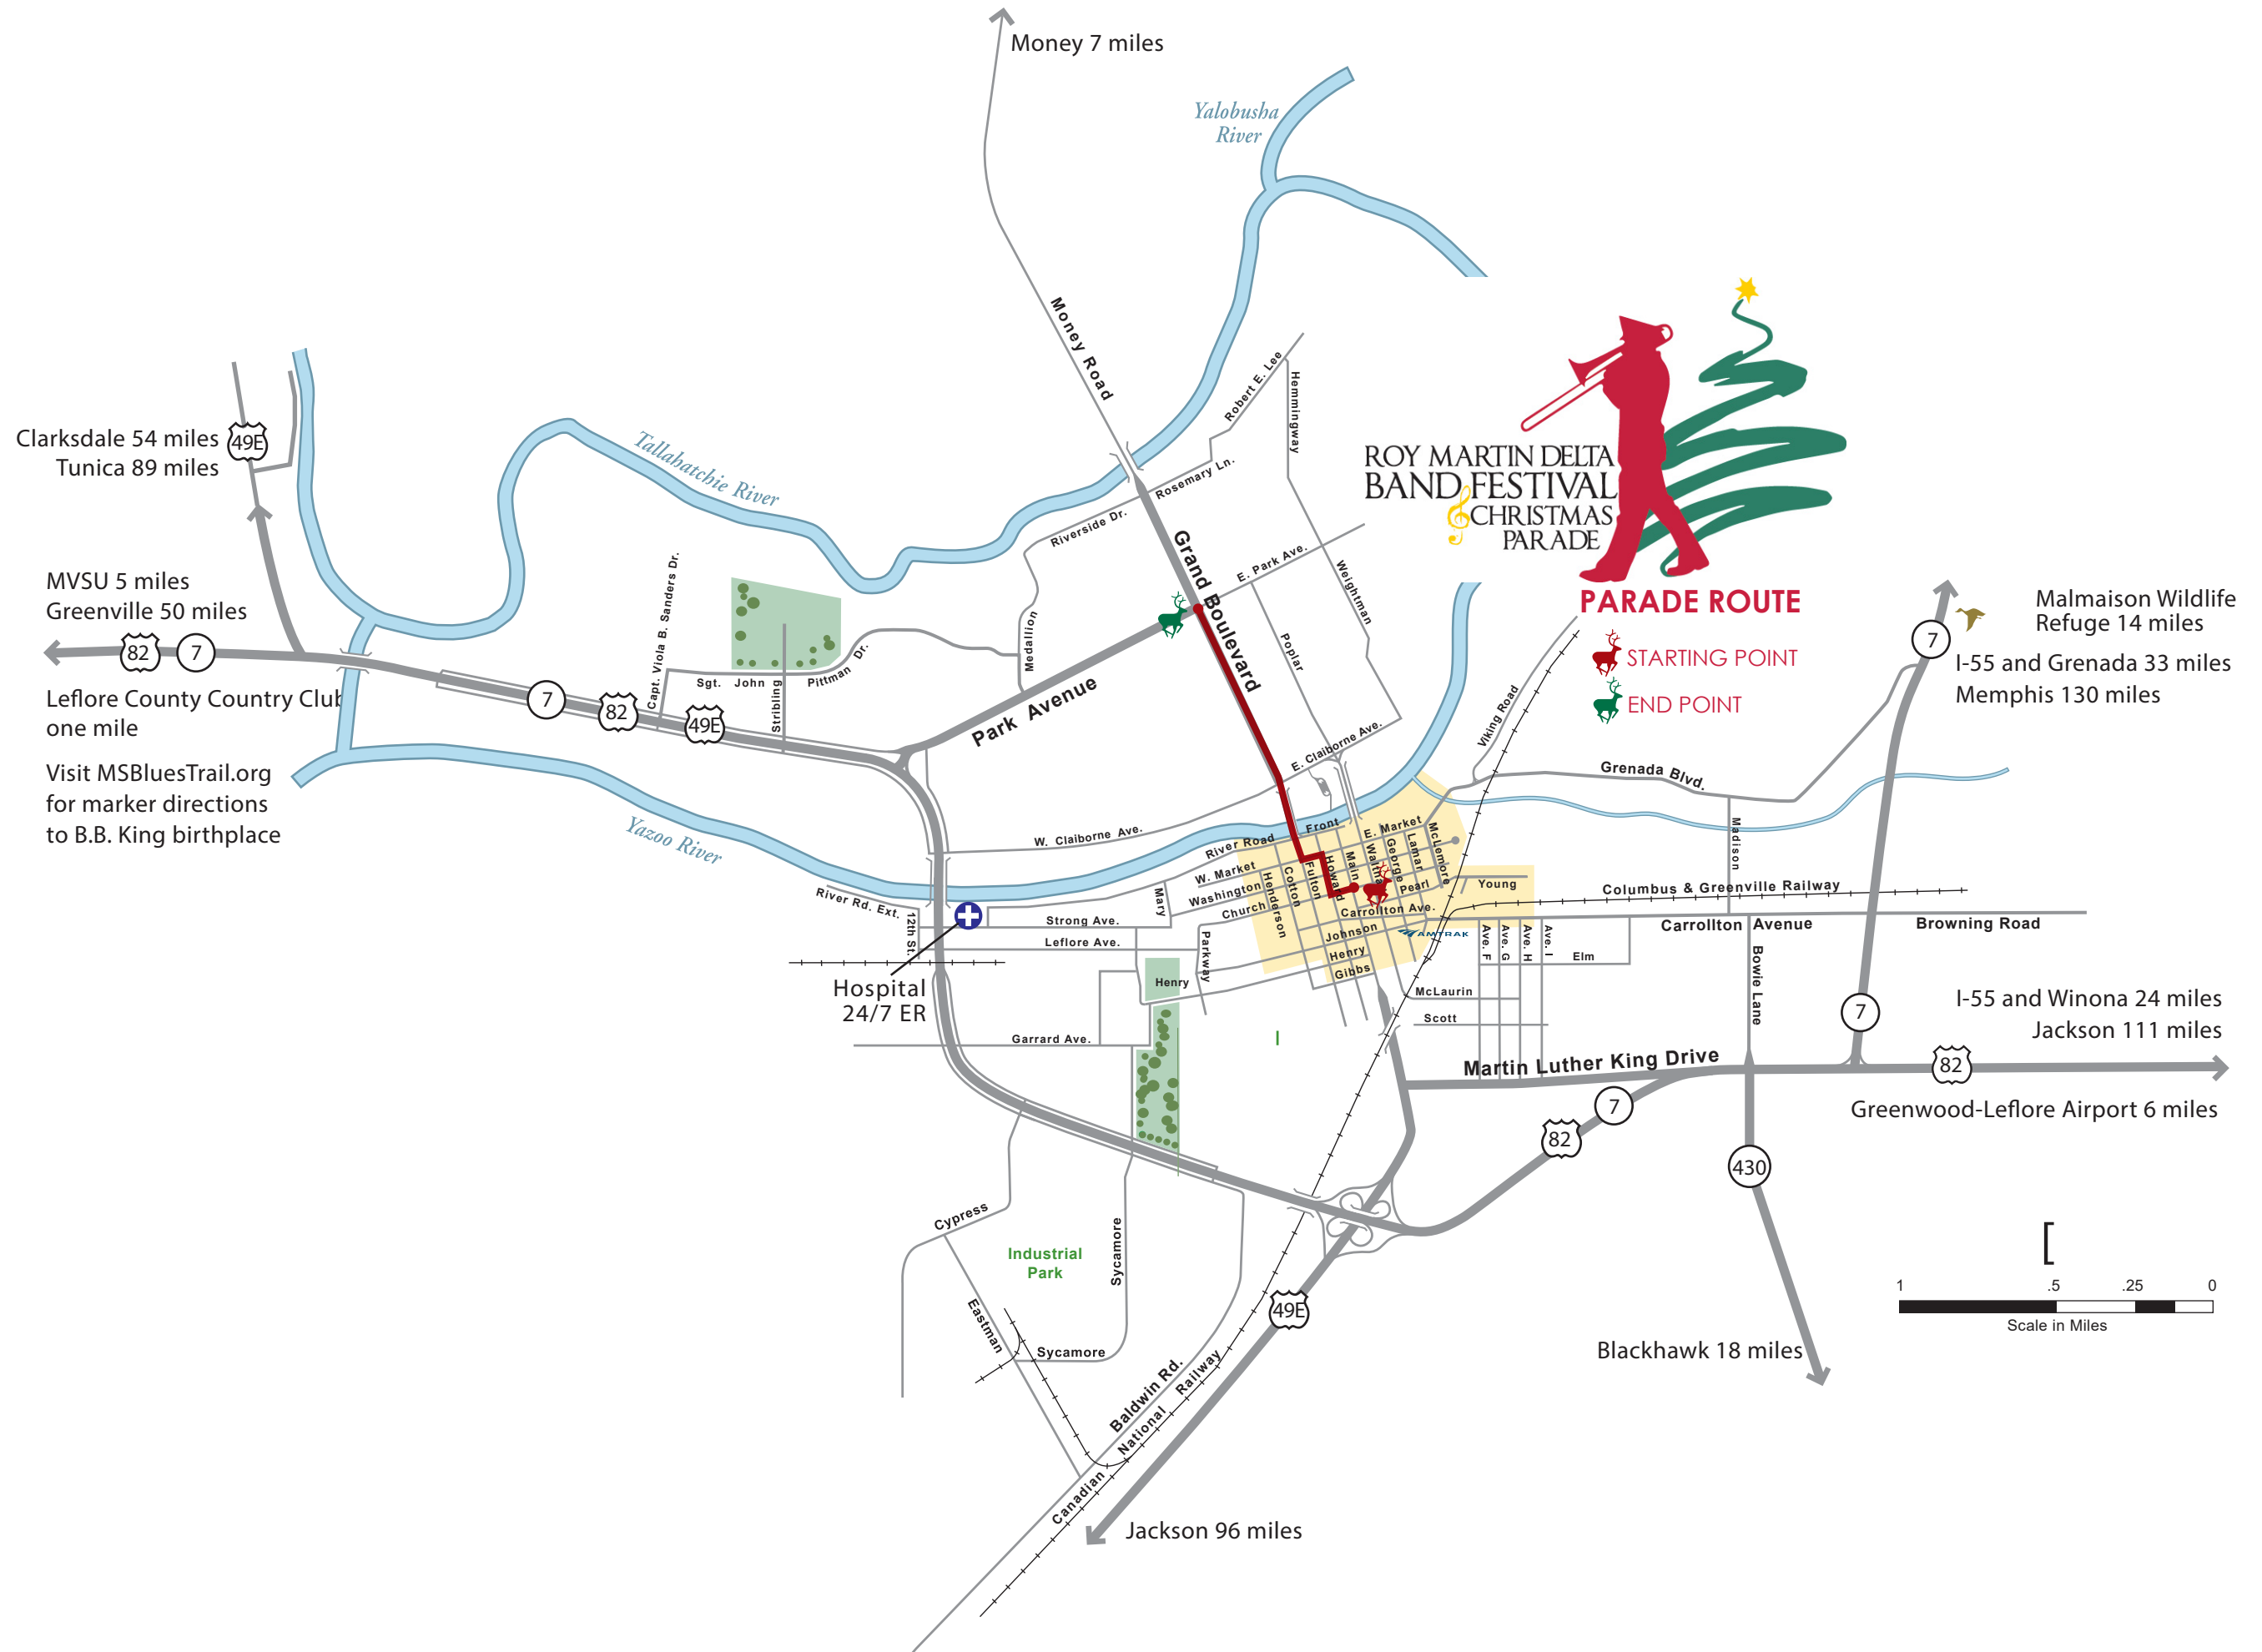 Money 7 miles
Yalobusha
River
Money Road
Robert E. Lee
Hemmingway
Clarksdale 54 miles
Tunica 89 miles
49E
Tallahatchie River
Rosemary Ln.
Riverside Dr.
ROY MARTIN DELTA
BAND FESTIVAL
CHRISTMAS
PARADE
PARADE ROUTE
STARTING POINT
END POINT
Grand Boulevard
E. Park Ave.
Weightman
Poplar
Medallion
MVSU 5 miles
Greenville 50 miles
82
7
Leflore County Country Club
one mile
Visit MSBluesTrail.org
for marker directions
to B.B. King birthplace
7
82
49E
Capt. Viola B. Sanders Dr.
Sgt. John
Pittman Dr.
Stribling
Park Avenue
E. Claiborne Ave.
W. Claiborne Ave.
Viking Road
Grenada Blvd.
Madison
7
Malmaison Wildlife
Refuge 14 miles
I-55 and Grenada 33 miles
Memphis 130 miles
Yazoo River
River Road
Front
E. Market
W. Market
Washington
Church
Henderson
Cotton
Fulton
Howard
Main
Walthal
George
Lamar
McLemore
Pearl
Young
Carrollton Ave.
Johnson
Henry
Gibbs
AMTRAK
Columbus & Greenville Railway
Carrollton Avenue
Browning Road
River Rd. Ext.
12th St.
Strong Ave.
Leflore Ave.
Mary
Parkway
Henry
Hospital
24/7 ER
Garrard Ave.
Ave. F
Ave. G
Ave. H
Ave. I
Elm
Bowie Lane
McLaurin
Scott
Martin Luther King Drive
7
I-55 and Winona 24 miles
Jackson 111 miles
82
Greenwood-Leflore Airport 6 miles
7
82
430
Cypress
Industrial
Park
Sycamore
Eastman
Sycamore
49E
Baldwin Rd.
Canadian National Railway
Jackson 96 miles
Blackhawk 18 miles
1 .5 .25 0
Scale in Miles